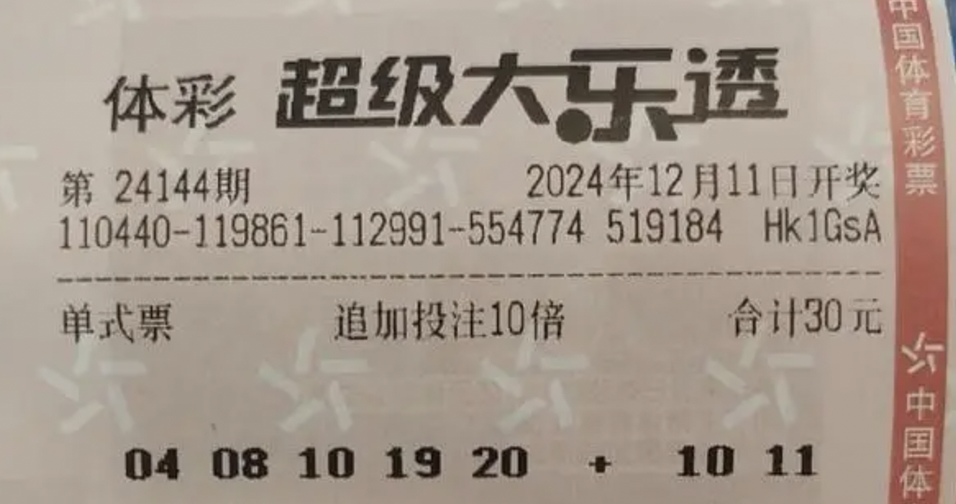 体彩 超级大乐透
第 24144期 2024年12月11日开奖
110440-119861-112991-554774 519184 Hk1GsA
单式票 追加投注10倍 合计30元
04 08 10 19 20 + 10 11
中国体育彩票
中国体